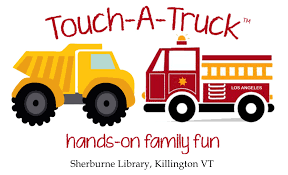 Touch-A-Truck™
LOS ANGELES
hands-on family fun
Sherburne Library, Killington VT